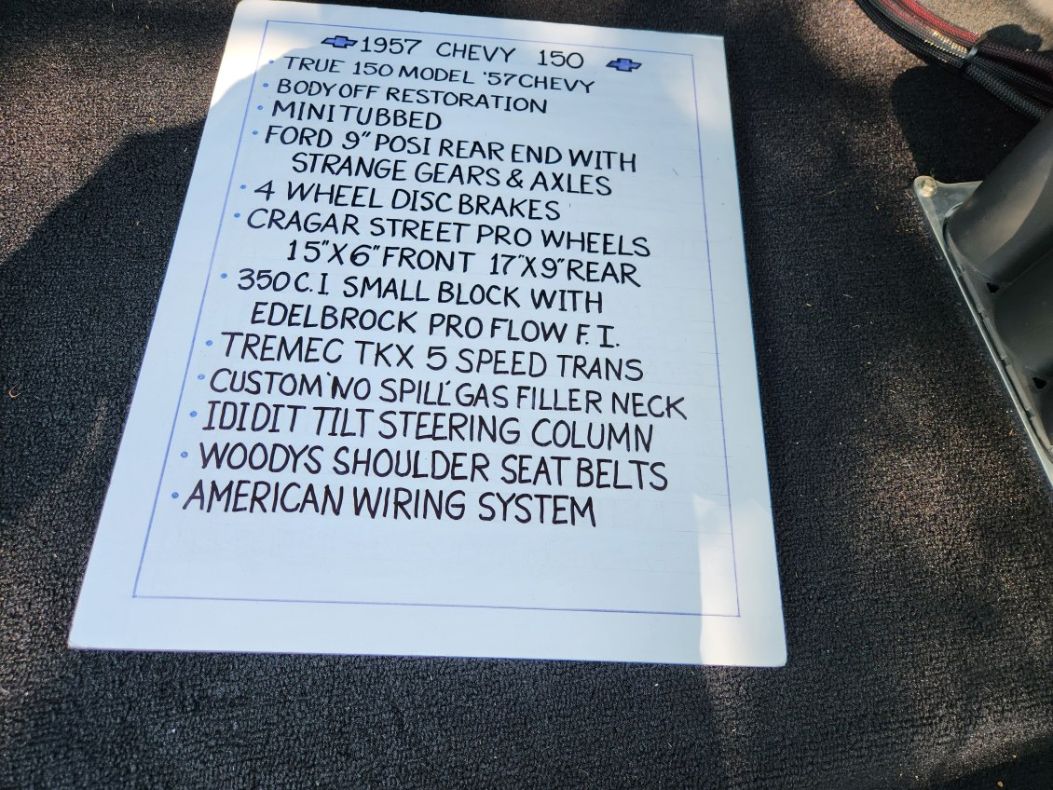 1957 CHEVY 150
• TRUE 150 MODEL '57 CHEVY
• BODY OFF RESTORATION
• MINI TUBBED
• FORD 9" POSI REAR END WITH
STRANGE GEARS & AXLES
• 4 WHEEL DISC BRAKES
• CRAGAR STREET PRO WHEELS
15"X6" FRONT 17"X9" REAR
• 350 C.I SMALL BLOCK WITH
EDELBROCK PRO FLOW F.I.
• TREMEC TKX 5 SPEED TRANS
• CUSTOM 'NO SPILL' GAS FILLER NECK
• IDIDIT TILT STEERING COLUMN
• WOODYS SHOULDER SEAT BELTS
• AMERICAN WIRING SYSTEM